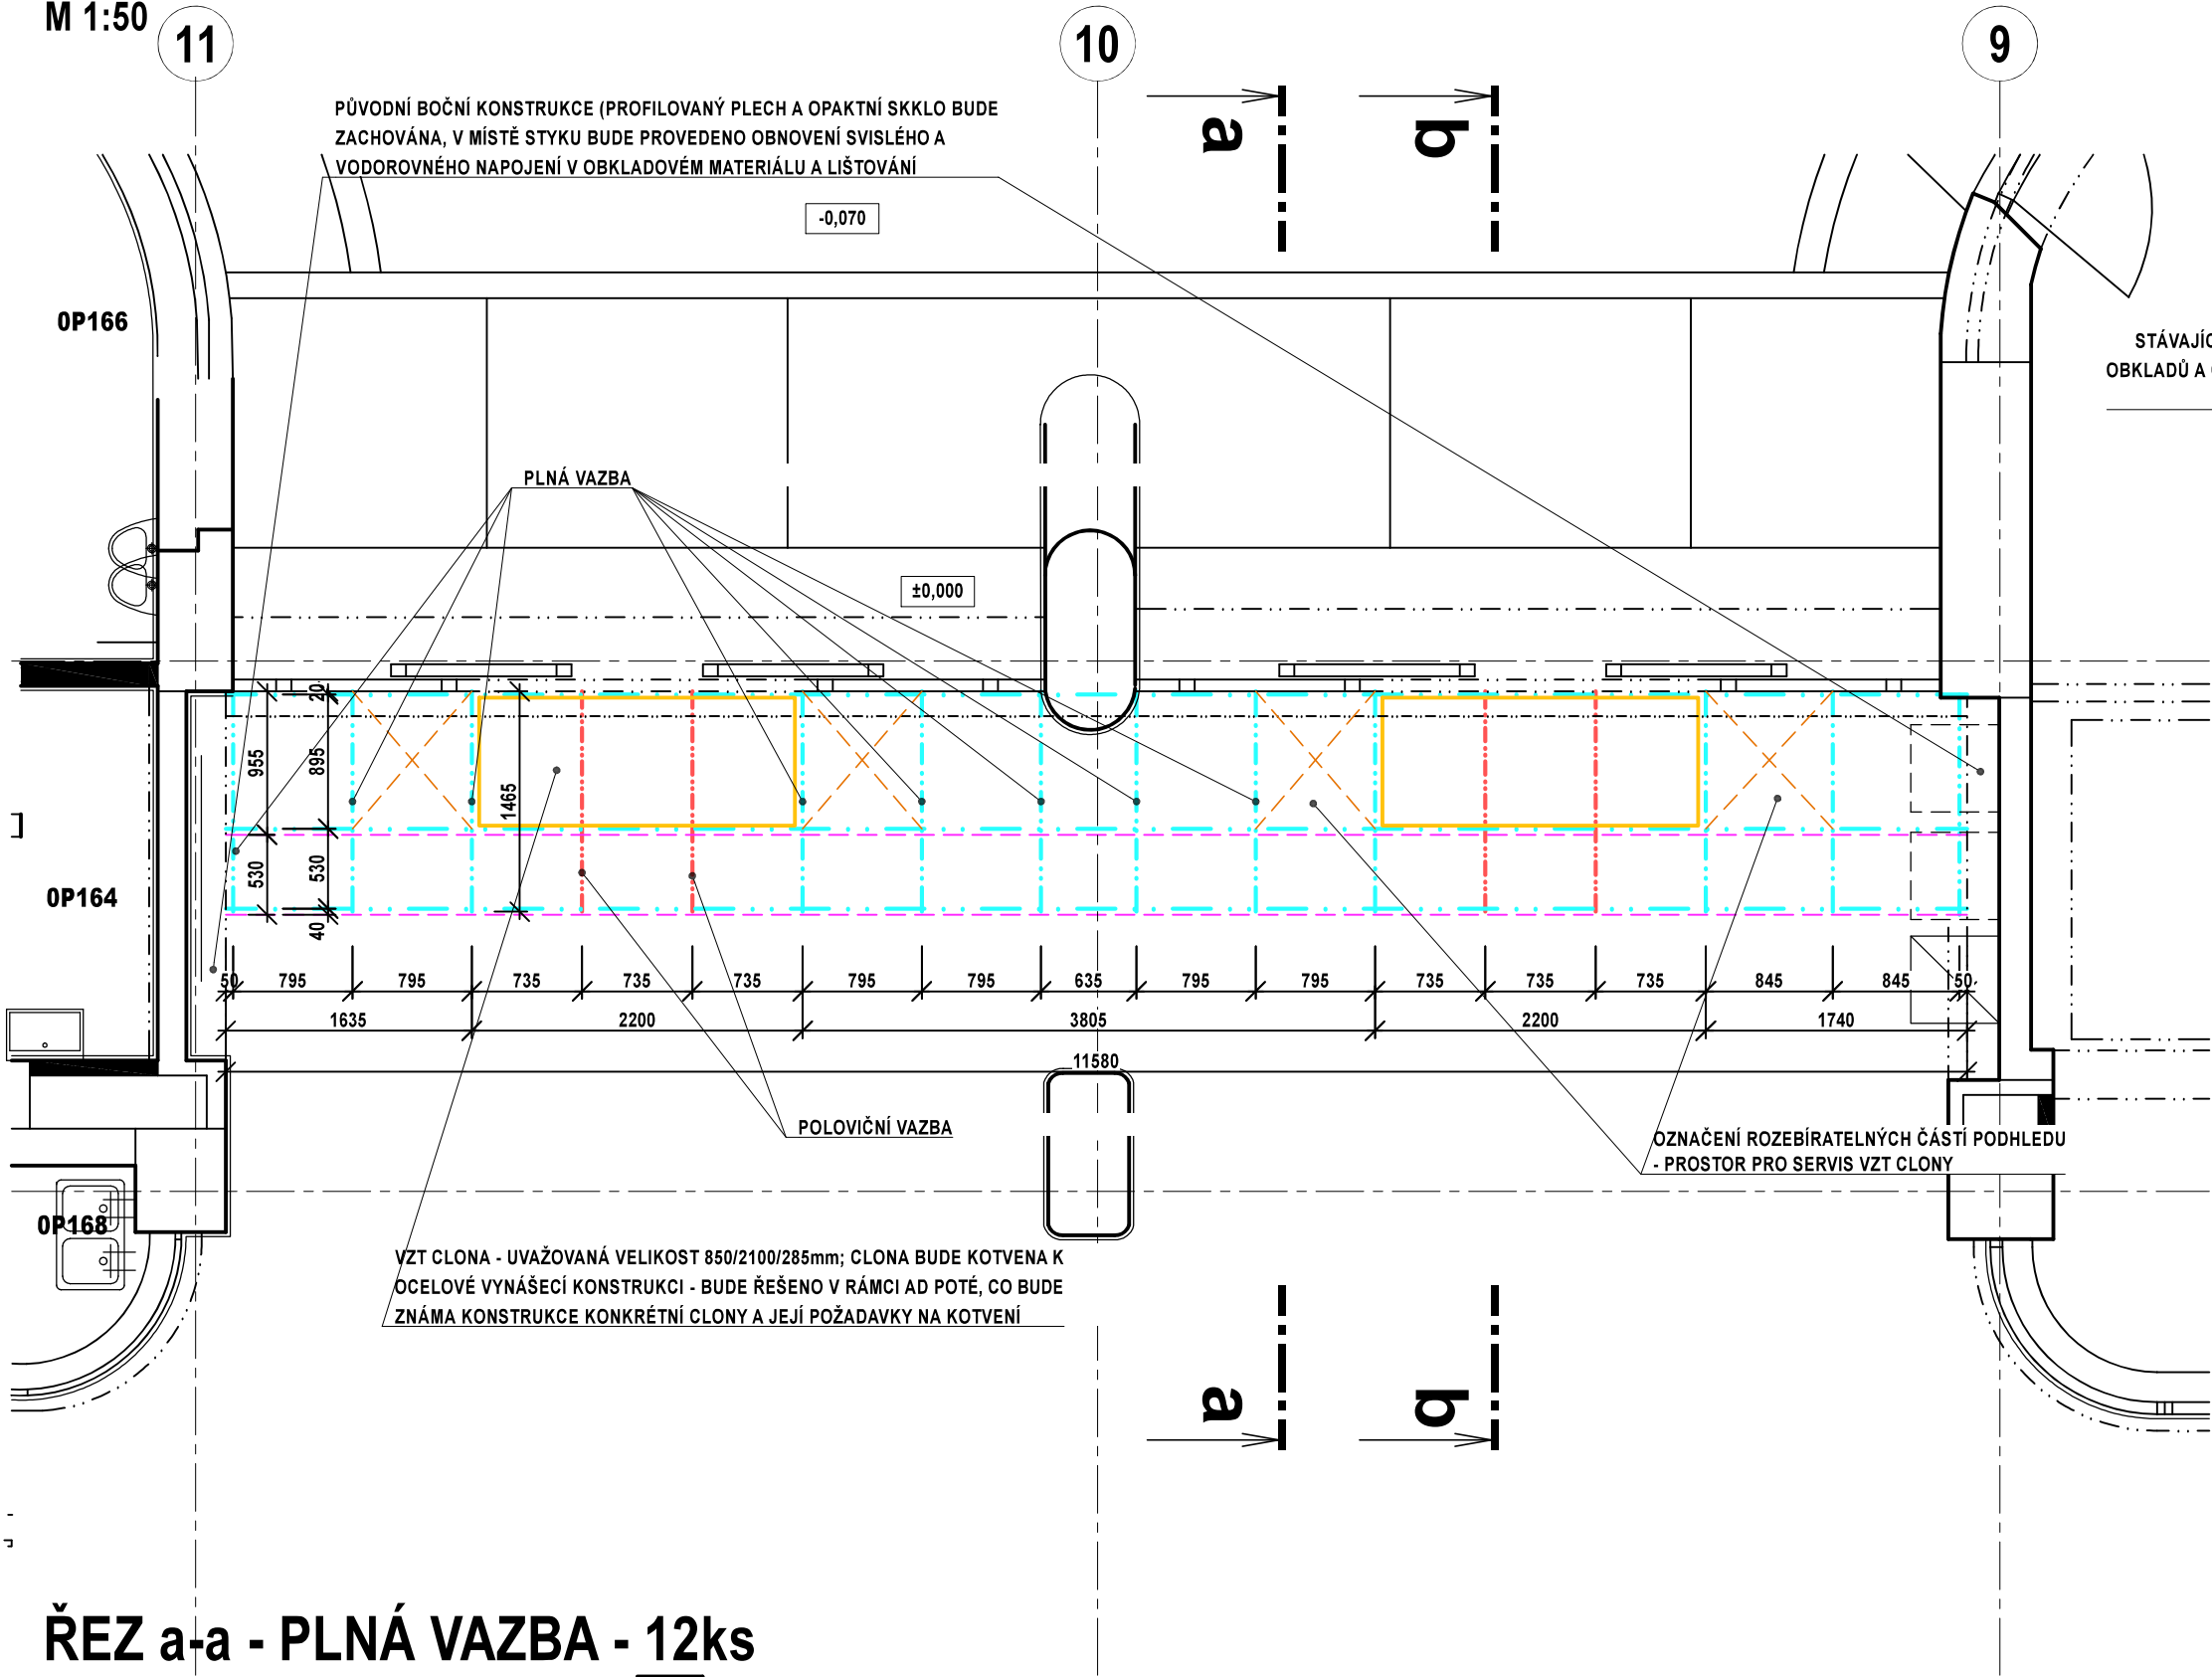 M 1:50
11
10
9
PŮVODNÍ BOČNÍ KONSTRUKCE (PROFILOVANÝ PLECH A OPAKTNÍ SKKLO BUDE
ZACHOVÁNA, V MÍSTĚ STYKU BUDE PROVEDENO OBNOVENÍ SVISLÉHO A
VODOROVNÉHO NAPOJENÍ V OBKLADOVÉM MATERIÁLU A LIŠTOVÁNÍ
a
b
-0,070
0P166
STÁVAJÍC
OBKLADŮ A
PLNÁ VAZBA
±0,000
20
955
895
1465
530
530
40
0P164
50
795
795
735
735
735
795
795
635
795
795
735
735
735
845
845
50
1635
2200
3805
2200
1740
11580
POLOVIČNÍ VAZBA
OZNAČENÍ ROZEBÍRATELNÝCH ČÁSTÍ PODHLEDU
- PROSTOR PRO SERVIS VZT CLONY
0P168
VZT CLONA - UVAŽOVANÁ VELIKOST 850/2100/285mm; CLONA BUDE KOTVENA K
OCELOVÉ VYNÁŠECÍ KONSTRUKCI - BUDE ŘEŠENO V RÁMCI AD POTÉ, CO BUDE
ZNÁMA KONSTRUKCE KONKRÉTNÍ CLONY A JEJÍ POŽADAVKY NA KOTVENÍ
a
b
ŘEZ a-a - PLNÁ VAZBA - 12ks